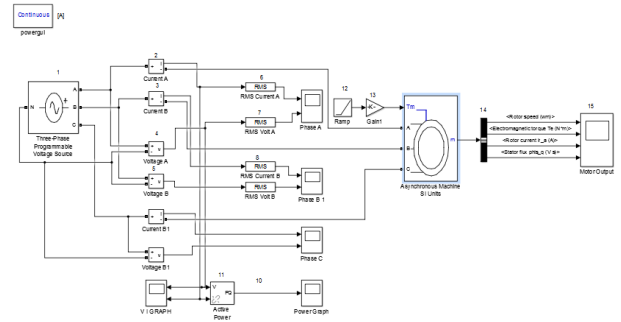 Continuous
[A]
powergui
1
N
A
B
C
Three-Phase
Programmable
Voltage Source
2
Current A
3
Current B
4
Voltage A
5
Voltage B
Current B1
Voltage B1
6
RMS
RMS Current A
7
RMS
RMS Volt A
8
RMS
RMS Current B
RMS
RMS Volt B
Phase A
Phase B 1
Phase C
V I GRAPH
11
V
I
PQ
Active
Power
10
Power Graph
12
Ramp
13
-K-
Gain1
Tm
A
B
C
m
Asynchronous Machine
SI Units
14
<Rotor speed (wm)>
<Electromagnetic torque Te (N*m)>
<Rotor current ir_a (A)>
<Stator flux phis_q (V s)>
15
Motor Output